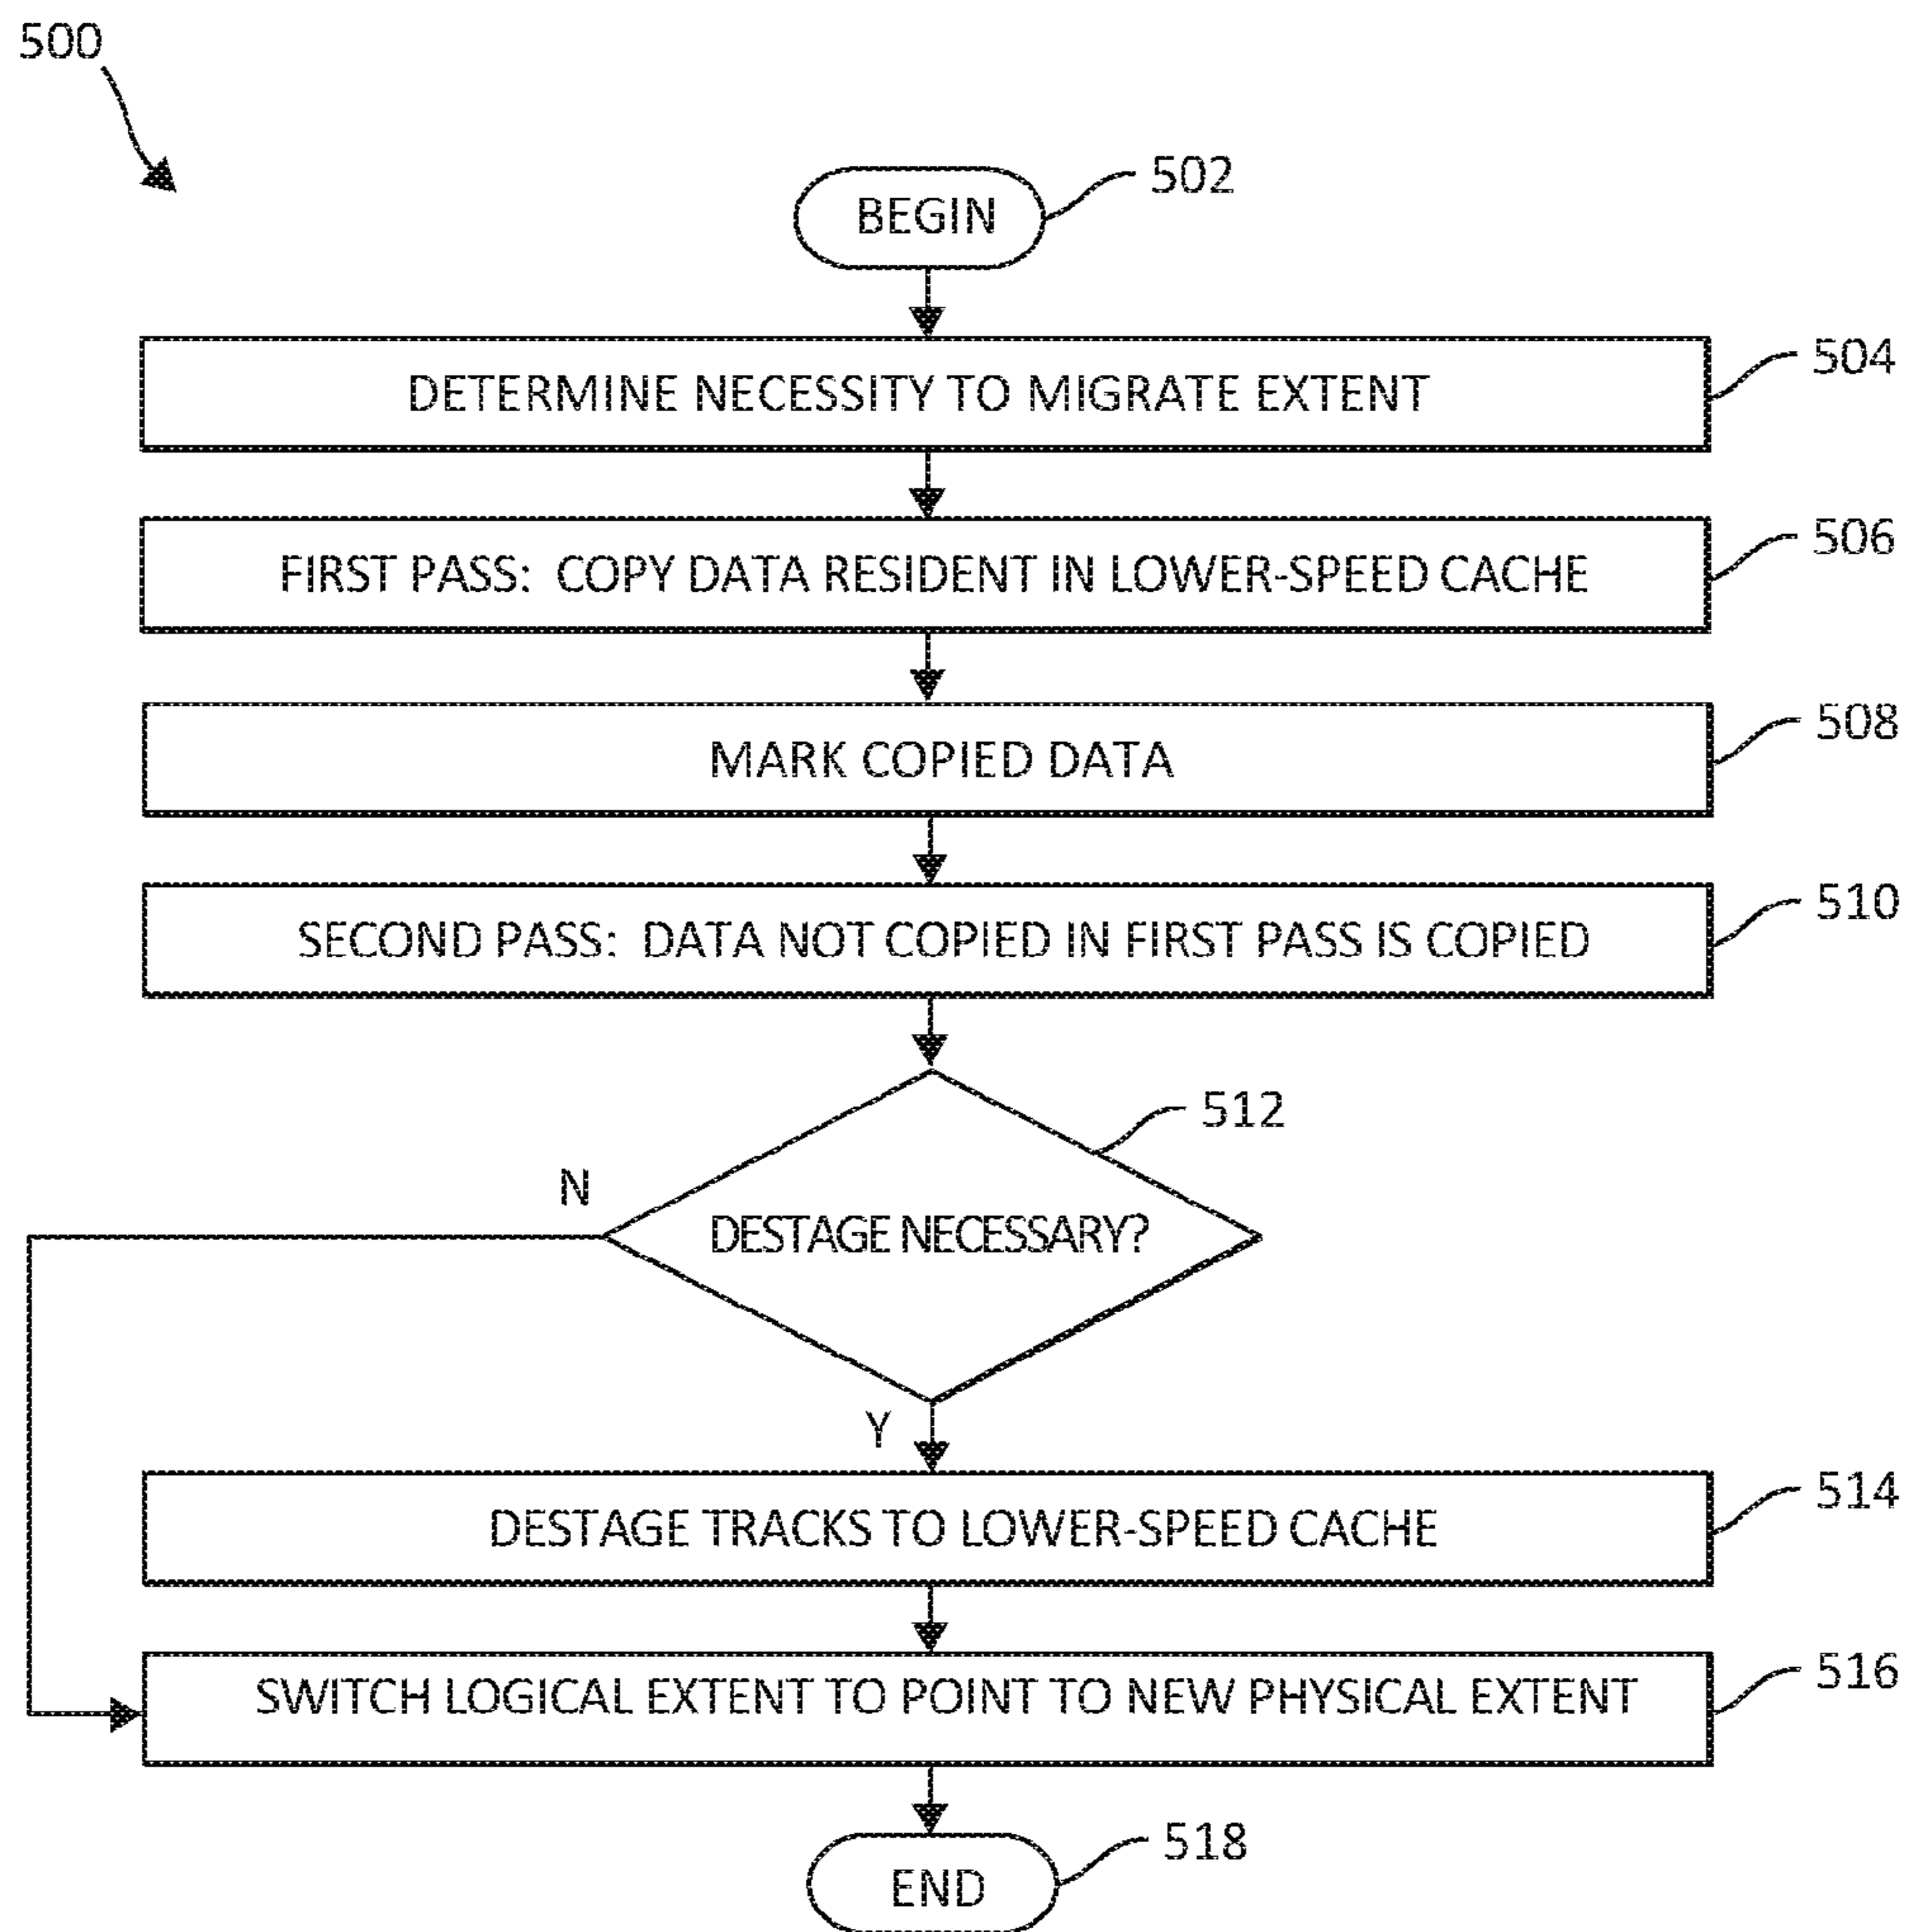 500
BEGIN
502
DETERMINE NECESSITY TO MIGRATE EXTENT
504
FIRST PASS: COPY DATA RESIDENT IN LOWER-SPEED CACHE
506
MARK COPIED DATA
508
SECOND PASS: DATA NOT COPIED IN FIRST PASS IS COPIED
510
512
N
DESTAGE NECESSARY?
Y
DESTAGE TRACKS TO LOWER-SPEED CACHE
514
SWITCH LOGICAL EXTENT TO POINT TO NEW PHYSICAL EXTENT
516
END
518